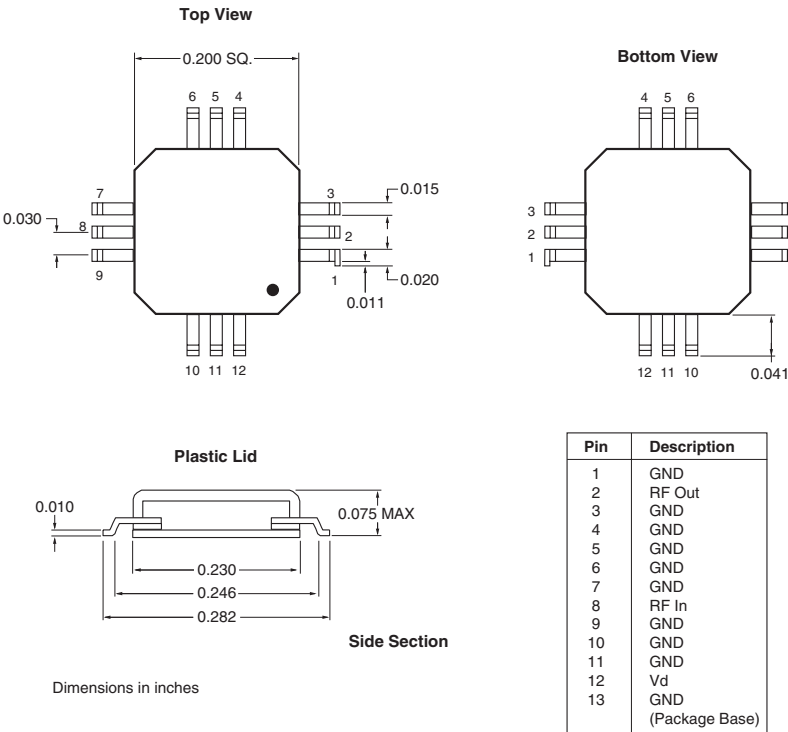 Top View
0.200 SQ.
6 5 4
7
8
9
0.030
3
2
1
0.015
0.020
0.011
10 11 12
Bottom View
4 5 6
3
2
1
12 11 10
0.041
Plastic Lid
0.010
0.075 MAX
0.230
0.246
0.282
Side Section
Dimensions in inches
Pin Description
1 GND
2 RF Out
3 GND
4 GND
5 GND
6 GND
7 GND
8 RF In
9 GND
10 GND
11 GND
12 Vd
13 GND
(Package Base)